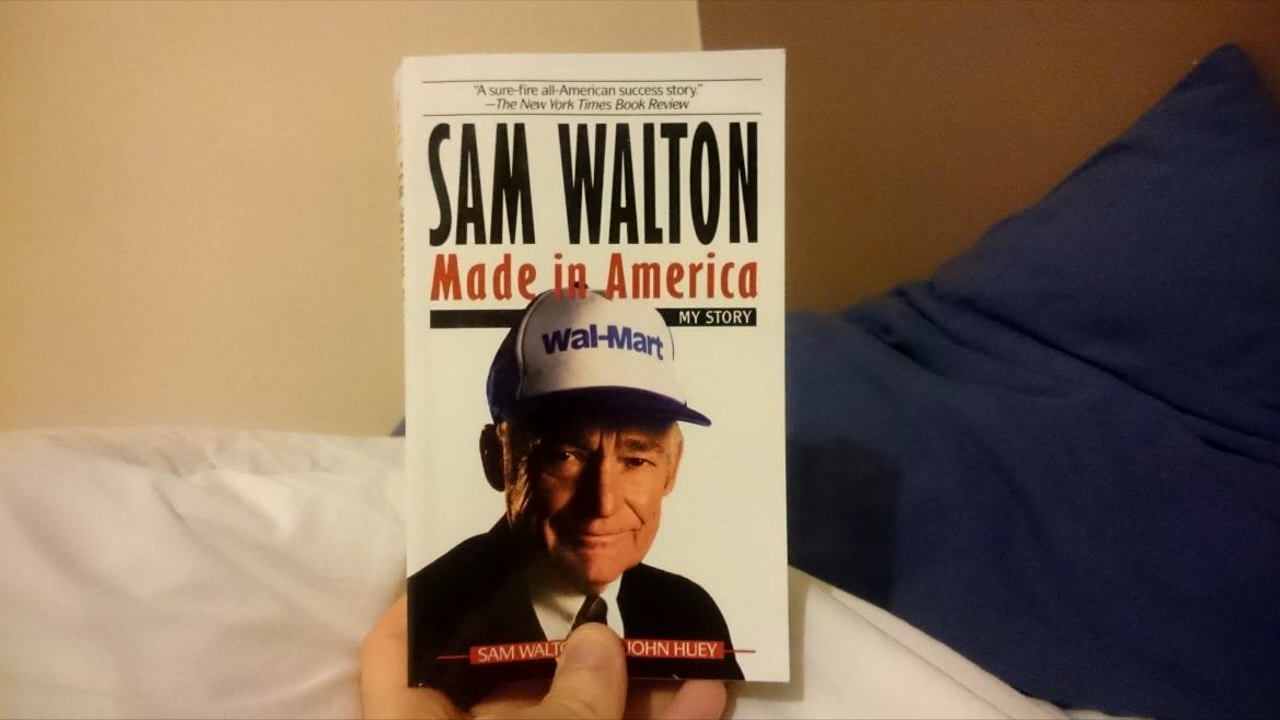 "A sure-fire all-American success story."
—The New York Times Book Review
SAM WALTON
Made in America
MY STORY
Wal-Mart
SAM JOHN HUEY